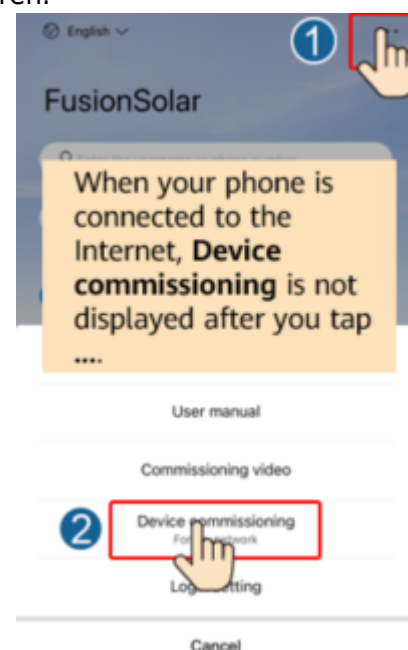 English
1
FusionSolar
When your phone is
connected to the
Internet, Device
commissioning is not
displayed after you tap
....
User manual
Commissioning video
2
Device commissioning
network
Cancel